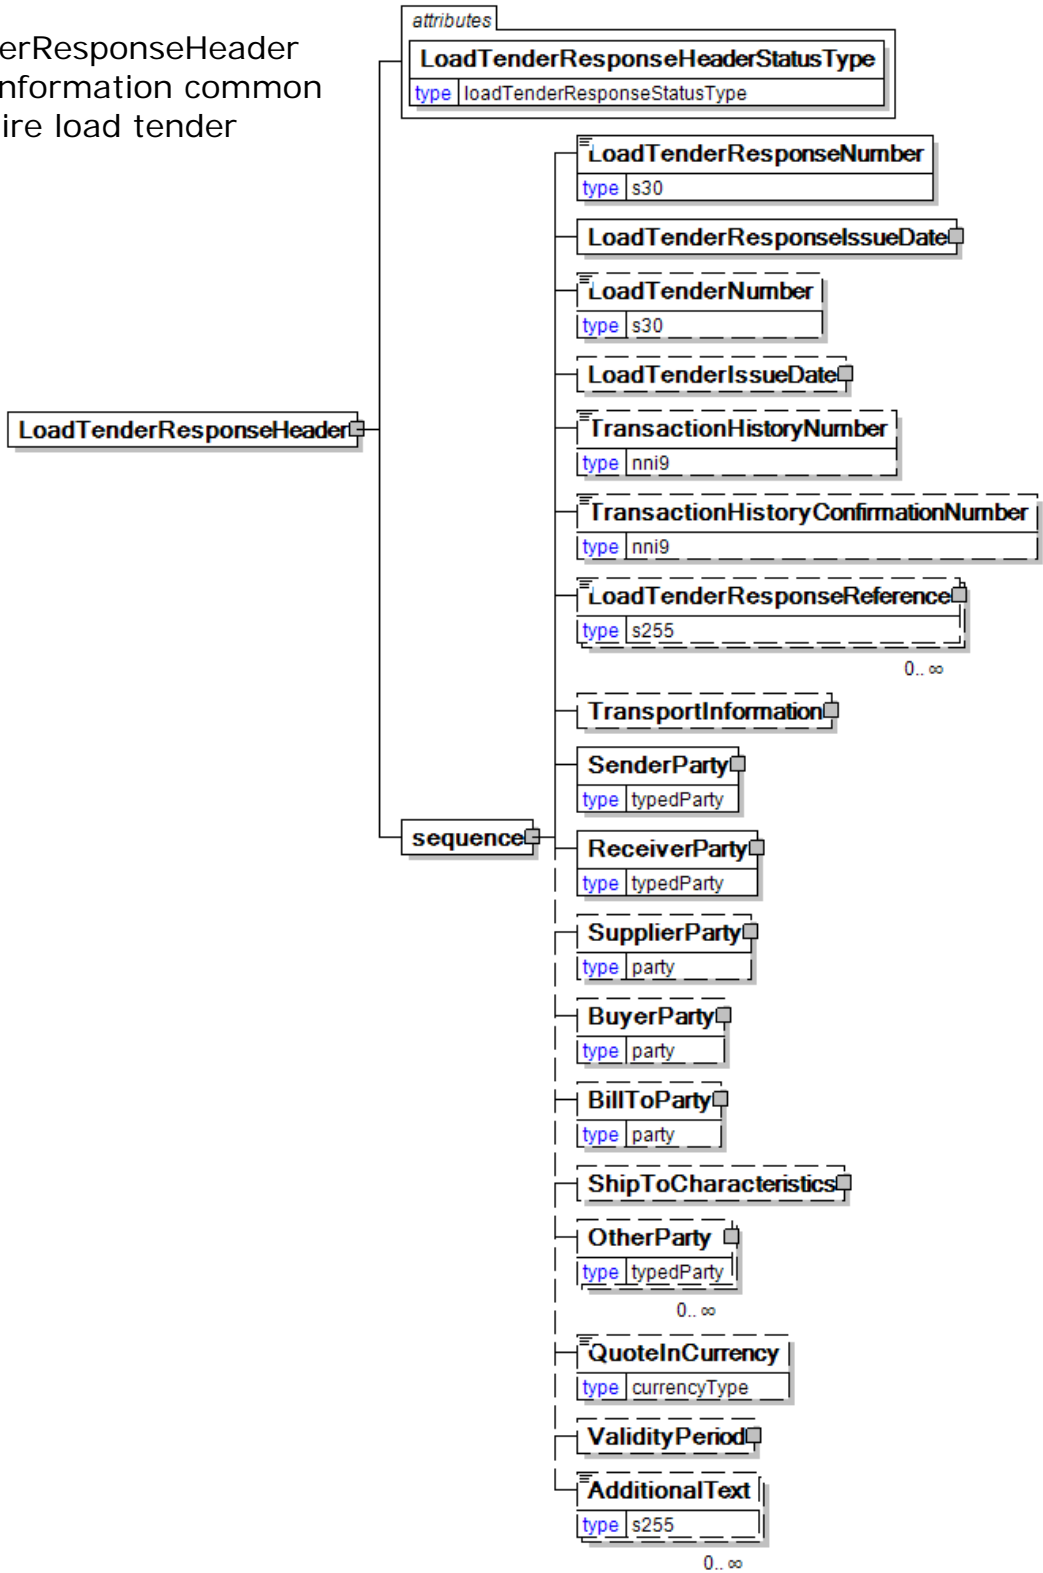 erResponseHeader
nformation common
ire load tender
attributes
LoadTenderResponseHeaderStatusType
type loadTenderResponseStatusType
LoadTenderResponseNumber
type s30
LoadTenderResponseIssueDate
LoadTenderNumber
type s30
LoadTenderIssueDate
LoadTenderResponseHeader
TransactionHistoryNumber
type nni9
TransactionHistoryConfirmationNumber
type nni9
LoadTenderResponseReference
type s255
0.. ∞
TransportInformation
SenderParty
type typedParty
sequence
ReceiverParty
type typedParty
SupplierParty
type party
BuyerParty
type party
BillToParty
type party
ShipToCharacteristics
OtherParty
type typedParty
0.. ∞
QuoteInCurrency
type currencyType
ValidityPeriod
AdditionalText
type s255
0.. ∞